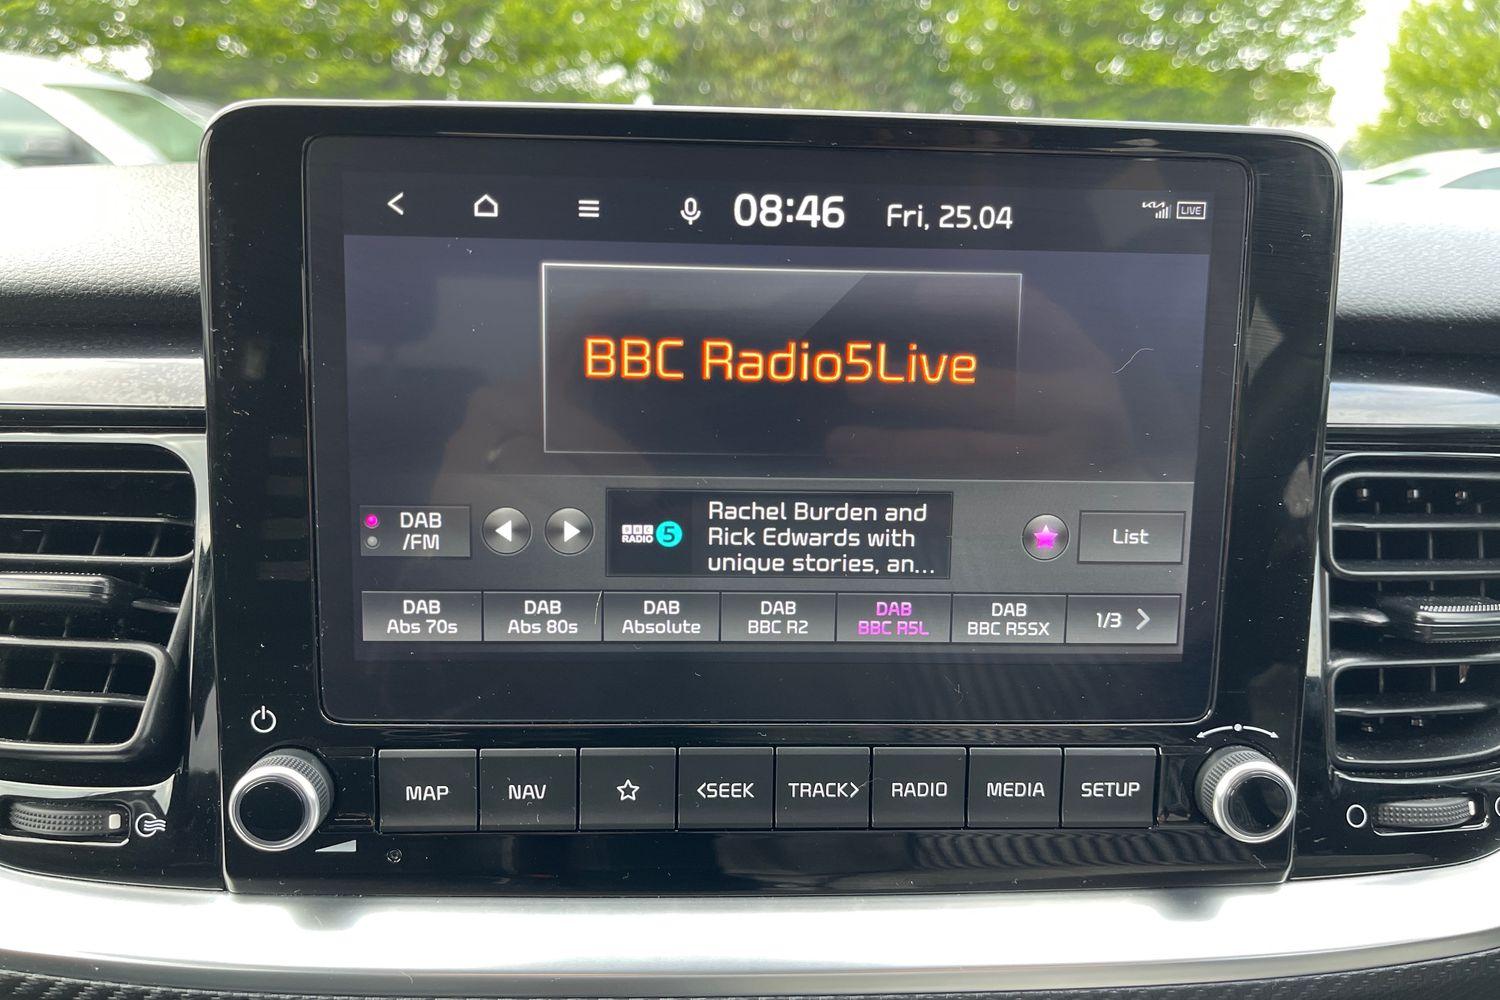 08:46 Fri, 25.04 KIA LIVE
BBC Radio5Live
DAB
/FM
BBC
RADIO 5
Rachel Burden and
Rick Edwards with
unique stories, an...
List
DAB
Abs 70s
DAB
Abs 80s
DAB
Absolute
DAB
BBC R2
DAB
BBC R5L
DAB
BBC R5SX
1/3
MAP NAV <SEEK TRACK> RADIO MEDIA SETUP